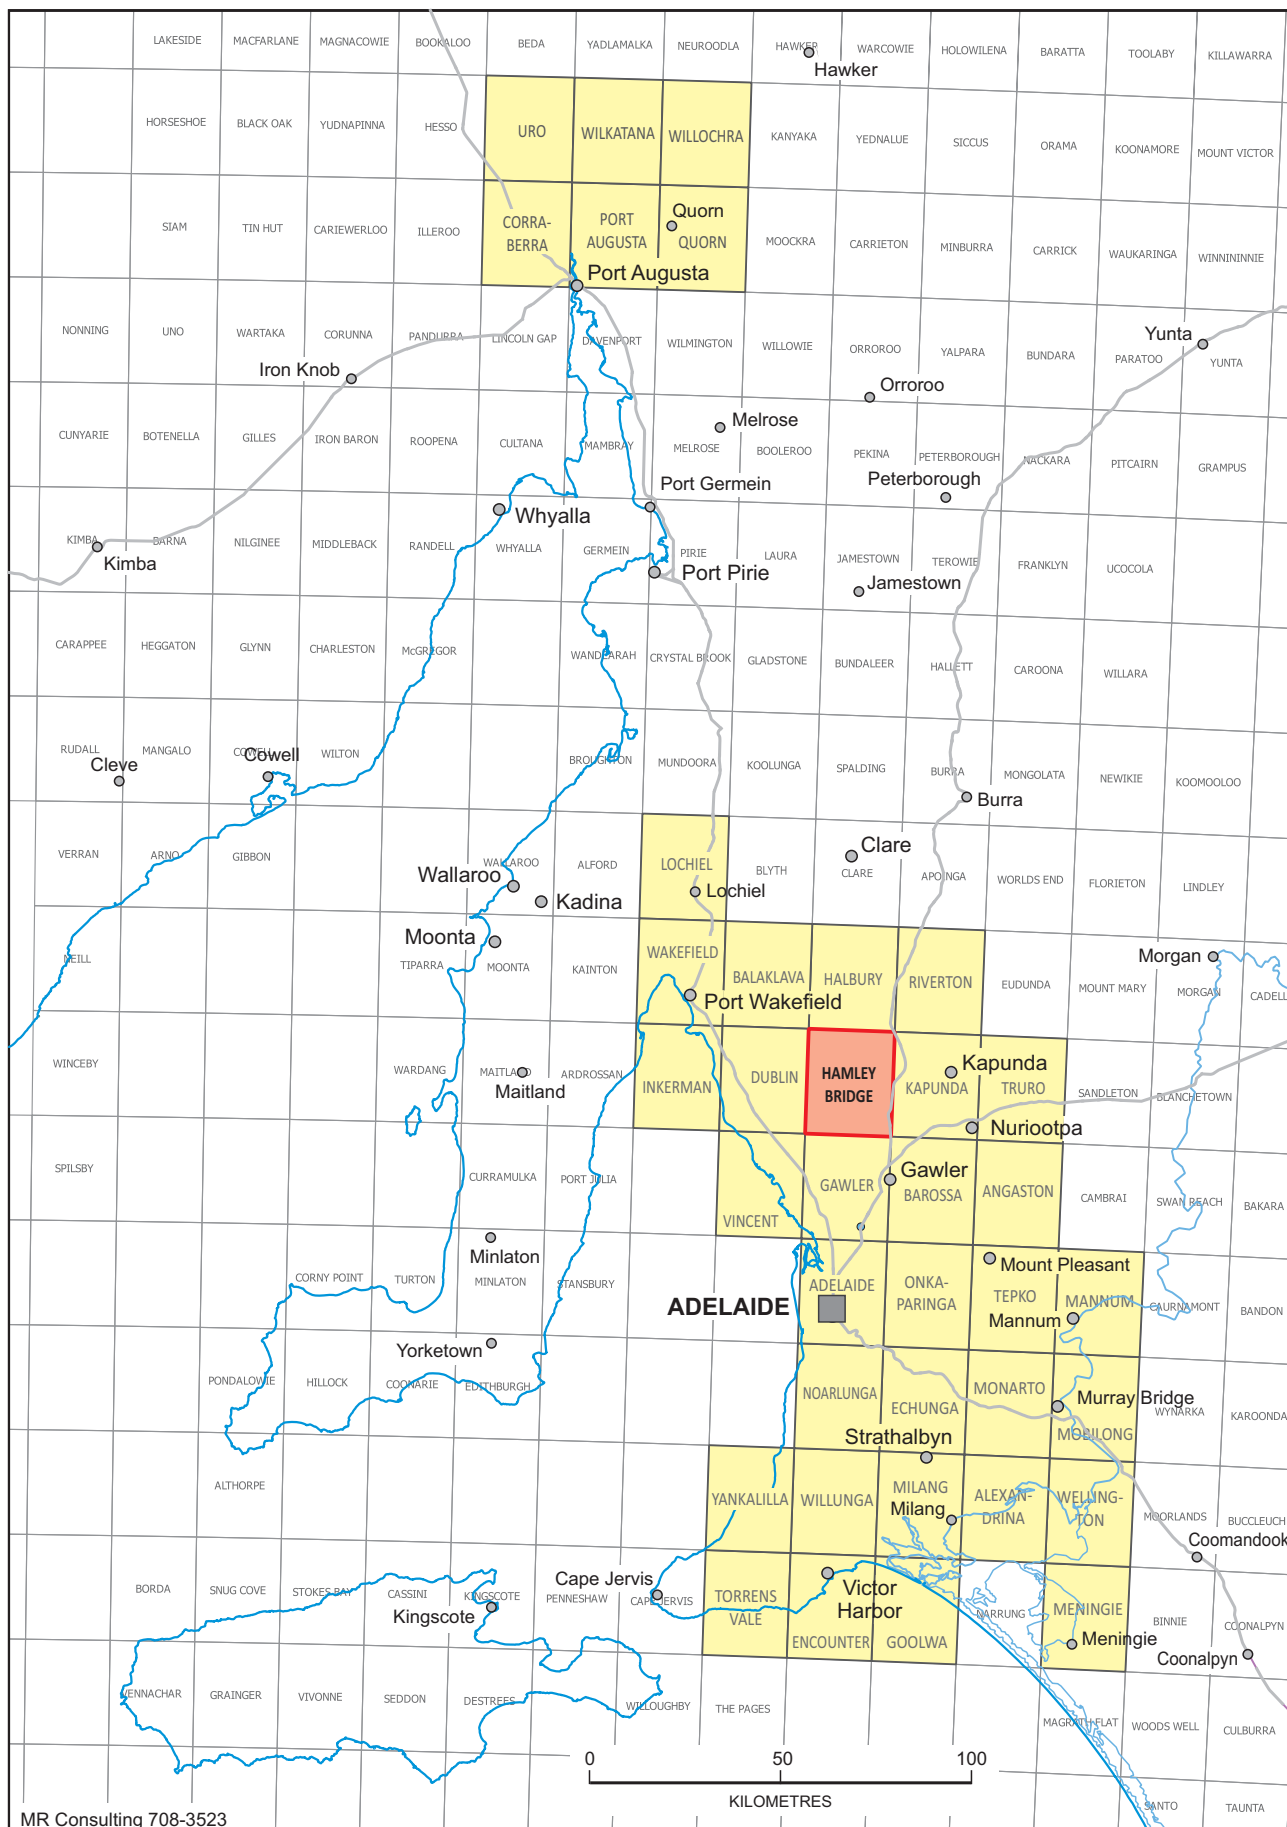 LAKESIDE MACFARLANE MAGNACOWIE BOOKALOO BEDA YADLAMALKA NEUROODLA HAWKER WARCOWIE HOLOWILENA BARATTA TOOLABY KILLAWARRA
Hawker
HORSESHOE BLACK OAK YUDNAPINNA HESSO URO WILKATANA WILLOCHRA KANYAKA YEDNALUE SICCUS ORAMA KOONAMORE MOUNT VICTOR
Quorn
SIAM TIN HUT CARIEWERLOO ILLEROO CORRA-
BERRA PORT
AUGUSTA QUORN MOOCKRA CARRIETON MINBURRA CARRICK WAUKARINGA WINNININNIE
Port Augusta
NONNING UNO WARTAKA CORUNNA PANDURRA LINCOLN GAP DAVENPORT WILMINGTON WILLOWIE ORROROO YALPARA BUNDARA PARATOO YUNTA
Yunta
Iron Knob
Orroroo
Melrose
CUNYARIE BOTENELLA GILLES IRON BARON ROOPENA CULTANA MAMBRAY MELROSE BOOLEROO PEKINA PETERBOROUGH NACKARA PITCAIRN GRAMPUS
Peterborough
Port Germein
Whyalla
KIMBA BARNA NILGINEE MIDDLEBACK RANDELL WHYALLA GERMEIN PIRIE LAURA JAMESTOWN TEROWIE FRANKLYN UCOCOLA
Kimba
Port Pirie
Jamestown
CARAPPEE HEGGATON GLYNN CHARLESTON McGREGOR WANDEARAH CRYSTAL BROOK GLADSTONE BUNDALEER HALLETT CAROONA WILLARA
RUDALL MANGALO COWELL WILTON BROUGHTON MUNDOORA KOOLUNGA SPALDING BURRA MONGOLATA NEWIKIE KOOMOOLOO
Cleve
Cowell
Burra
VERRAN ARNO GIBBON WALLAROO ALFORD LOCHIEL BLYTH CLARE APOINGA WORLDS END FLORIETON LINDLEY
Clare
Wallaroo
Lochiel
Kadina
Moonta
NEILL TIPARRA MOONTA KAINTON WAKEFIELD BALAKLAVA HALBURY RIVERTON EUDUNDA MOUNT MARY MORGAN CADELL
Morgan
Port Wakefield
WINCEBY WARDANG MAITLAND ARDROSSAN INKERMAN DUBLIN HAMLEY
BRIDGE KAPUNDA TRURO SANDLETON BLANCHETOWN
Kapunda
Maitland
Nuriootpa
SPILSBY CURRAMULKA PORT JULIA VINCENT GAWLER BAROSSA ANGASTON CAMBRAI SWAN REACH BAKARA
Gawler
Minlaton
Mount Pleasant
CORNY POINT TURTON MINLATON STANSBURY ADELAIDE ONKA-
PARINGA TEPKO MANNUM CAURNAMONT BANDON
ADELAIDE
Mannum
Yorketown
PONDALOWIE HILLOCK COONARIE EDITHBURGH NOARLUNGA ECHUNGA MONARTO MOBILONG WYNARKA KAROONDA
Murray Bridge
Strathalbyn
ALTHORPE YANKALILLA WILLUNGA MILANG ALEXAN-
DRINA WELLING-
TON MOORLANDS BUCCLEUCH
Milang
Coomandook
Cape Jervis
BORDA SNUG COVE STOKES BAY CASSINI KINGSCOTE PENNESHAW CAPE JERVIS TORRENS
VALE ENCOUNTER GOOLWA NARRUNG MENINGIE BINNIE COONALPYN
Kingscote
Victor
Harbor
Meningie
Coonalpyn
VENNACHAR GRAINGER VIVONNE SEDDON DESTREES WILLOUGHBY THE PAGES MAGRATH FLAT WOODS WELL CULBURRA
0 50 100
KILOMETRES
SANTO TAUNTA
MR Consulting 708-3523